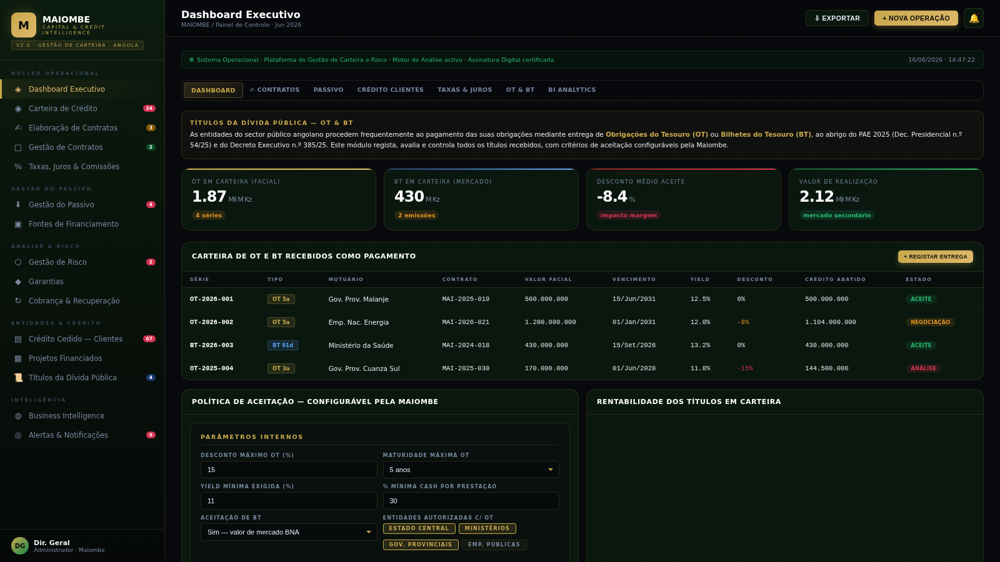 M
MAIOMBE
CAPITAL & CREDIT
INTELLIGENCE
V2.0 · GESTÃO DE CARTEIRA · ANGOLA
NÚCLEO OPERACIONAL
Dashboard Executivo
Carteira de Crédito 24
Elaboração de Contratos 3
Gestão de Contratos 2
% Taxas, Juros & Comissões
GESTÃO DO PASSIVO
Gestão do Passivo 4
Fontes de Financiamento
ANÁLISE & RISCO
Gestão de Risco 2
Garantias
Cobrança & Recuperação
ENTIDADES & CRÉDITO
Crédito Cedido — Clientes 67
Projetos Financiados
Títulos da Dívida Pública 4
INTELIGÊNCIA
Business Intelligence
Alertas & Notificações 9
DG
Dir. Geral
Administrador · Maiombe
Dashboard Executivo
MAIOMBE / Painel de Controlo · Jun 2026
⇩ EXPORTAR
+ NOVA OPERAÇÃO
Sistema Operacional · Plataforma de Gestão de Carteira e Risco · Motor de Análise activo · Assinatura Digital certificada
16/06/2026 · 14:47:22
DASHBOARD ✍ CONTRATOS PASSIVO CRÉDITO CLIENTES TAXAS & JUROS OT & BT BI ANALYTICS
TÍTULOS DA DÍVIDA PÚBLICA — OT & BT
As entidades do sector público angolano procedem frequentemente ao pagamento das suas obrigações mediante entrega de Obrigações do Tesouro (OT) ou Bilhetes do Tesouro (BT), ao abrigo do PAE 2025 (Dec. Presidencial n.º
54/25) e do Decreto Executivo n.º 385/25. Este módulo regista, avalia e controla todos os títulos recebidos, com critérios de aceitação configuráveis pela Maiombe.
OT EM CARTEIRA (FACIAL)
1.87 Mil M Kz
4 séries
BT EM CARTEIRA (MERCADO)
430 M Kz
2 emissões
DESCONTO MÉDIO ACEITE
-8.4 %
impacto margem
VALOR DE REALIZAÇÃO
2.12 Mil M Kz
mercado secundário
CARTEIRA DE OT E BT RECEBIDOS COMO PAGAMENTO
+ REGISTAR ENTREGA
SÉRIE TIPO MUTUÁRIO CONTRATO VALOR FACIAL VENCIMENTO YIELD DESCONTO CRÉDITO ABATIDO ESTADO
OT-2026-001 OT 5a Gov. Prov. Malanje MAI-2025-019 500.000.000 15/Jun/2031 12.5% 0% 500.000.000 ACEITE
OT-2026-002 OT 5a Emp. Nac. Energia MAI-2026-021 1.200.000.000 01/Jan/2031 12.0% -8% 1.104.000.000 NEGOCIAÇÃO
BT-2026-003 BT 91d Ministério da Saúde MAI-2024-018 430.000.000 15/Set/2026 13.2% 0% 430.000.000 ACEITE
OT-2025-004 OT 3a Gov. Prov. Cuanza Sul MAI-2025-038 170.000.000 01/Jun/2028 11.8% -15% 144.500.000 ANÁLISE
POLÍTICA DE ACEITAÇÃO — CONFIGURÁVEL PELA MAIOMBE
PARÂMETROS INTERNOS
DESCONTO MÁXIMO OT (%) MATURIDADE MÁXIMA OT
15 5 anos
YIELD MÍNIMA EXIGIDA (%) % MÍNIMA CASH POR PRESTAÇÃO
11 30
ACEITAÇÃO DE BT ENTIDADES AUTORIZADAS C/ OT
Sim — valor de mercado BNA
ESTADO CENTRAL MINISTÉRIOS
GOV. PROVINCIAIS EMP. PÚBLICAS
RENTABILIDADE DOS TÍTULOS EM CARTEIRA